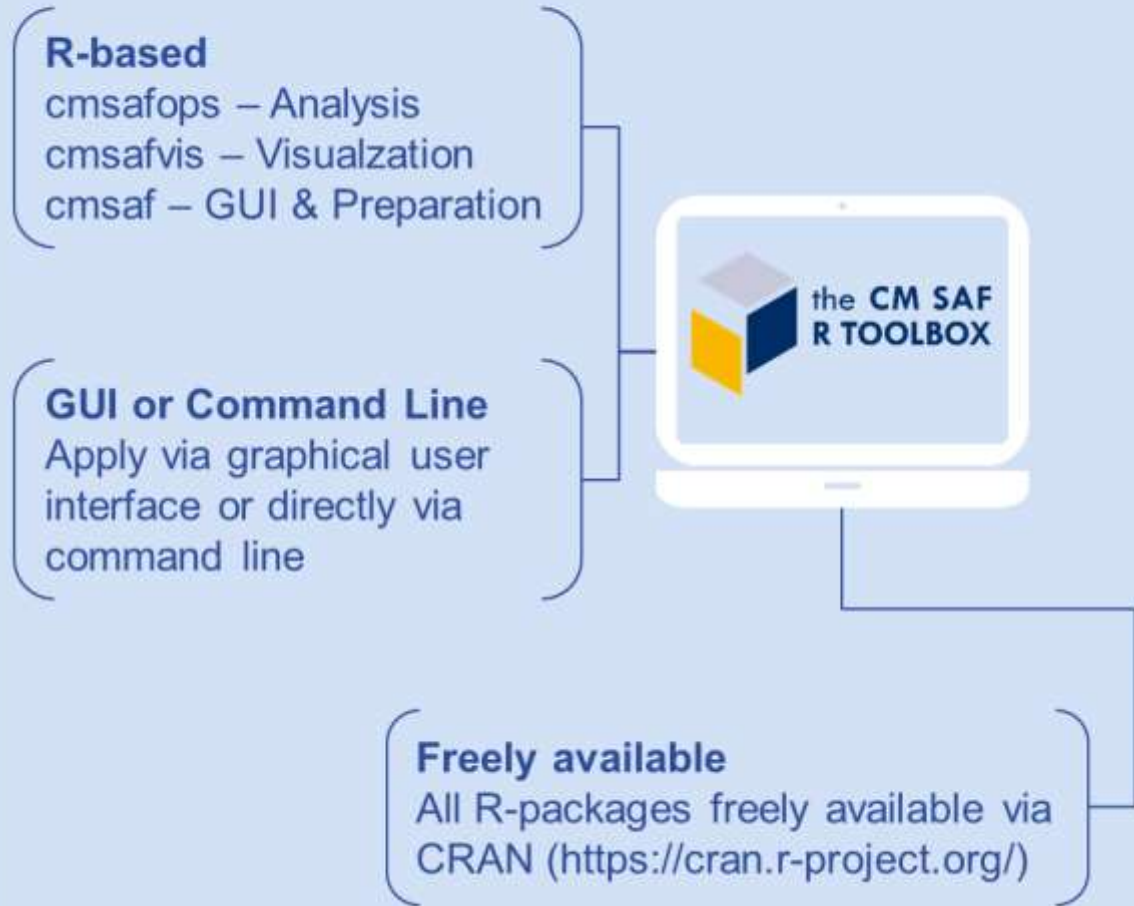 R-based
cmsafops – Analysis
cmsafvis – Visualzation
cmsaf – GUI & Preparation
the CM SAF
R TOOLBOX
GUI or Command Line
Apply via graphical user
interface or directly via
command line
Freely available
All R-packages freely available via
CRAN (https://cran.r-project.org/)